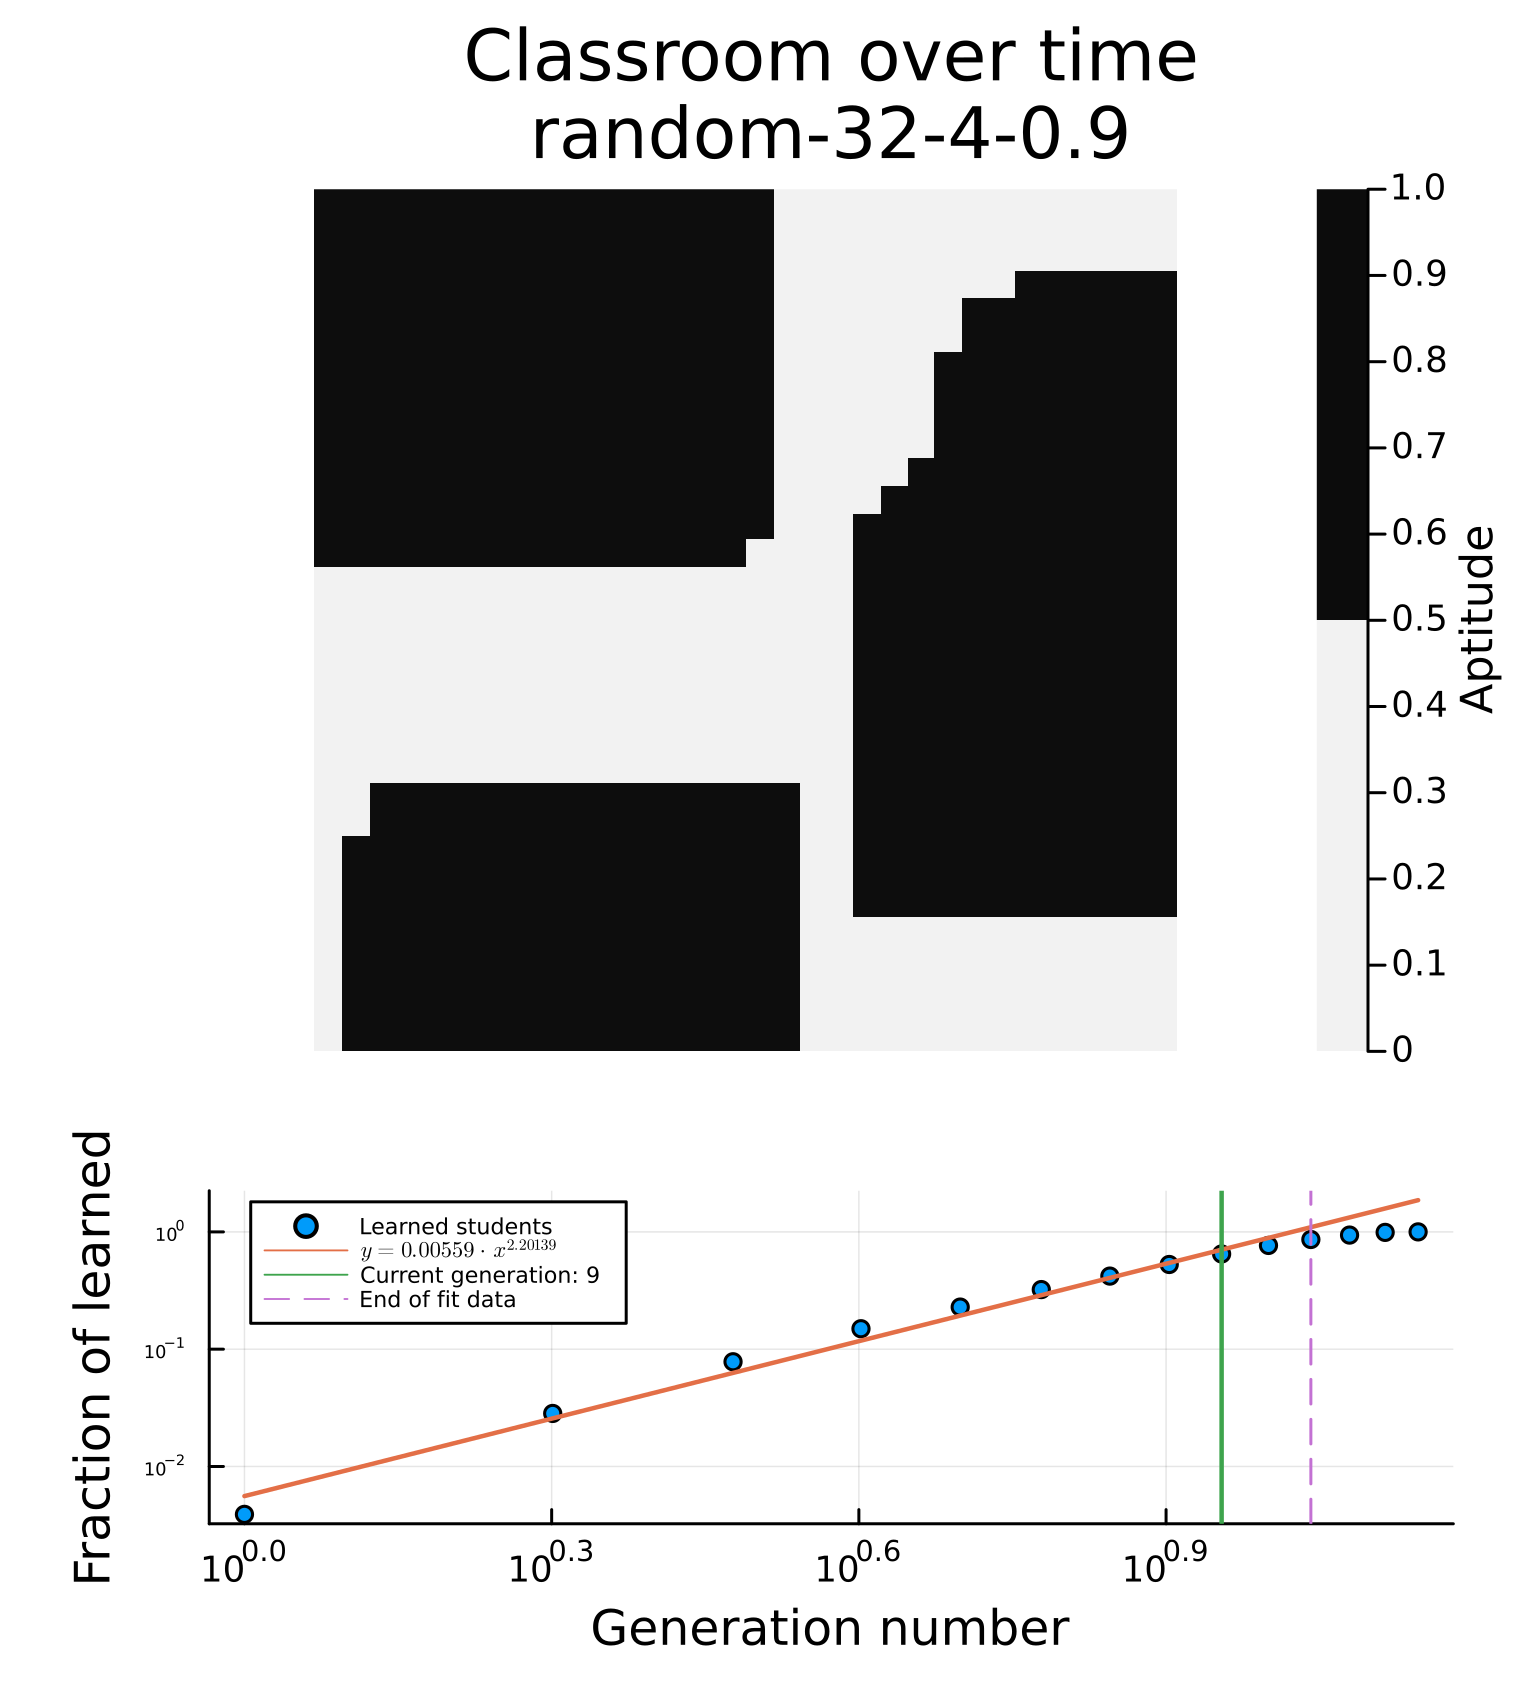 Classroom over time
random-32-4-0.9
1.0
0.9
0.8
0.7
0.6
0.5
0.4
0.3
0.2
0.1
0
Aptitude
Fraction of learned
10⁰
10⁻¹
10⁻²
Learned students
y = 0.00559 · x^2.20139
Current generation: 9
End of fit data
10^0.0 10^0.3 10^0.6 10^0.9
Generation number